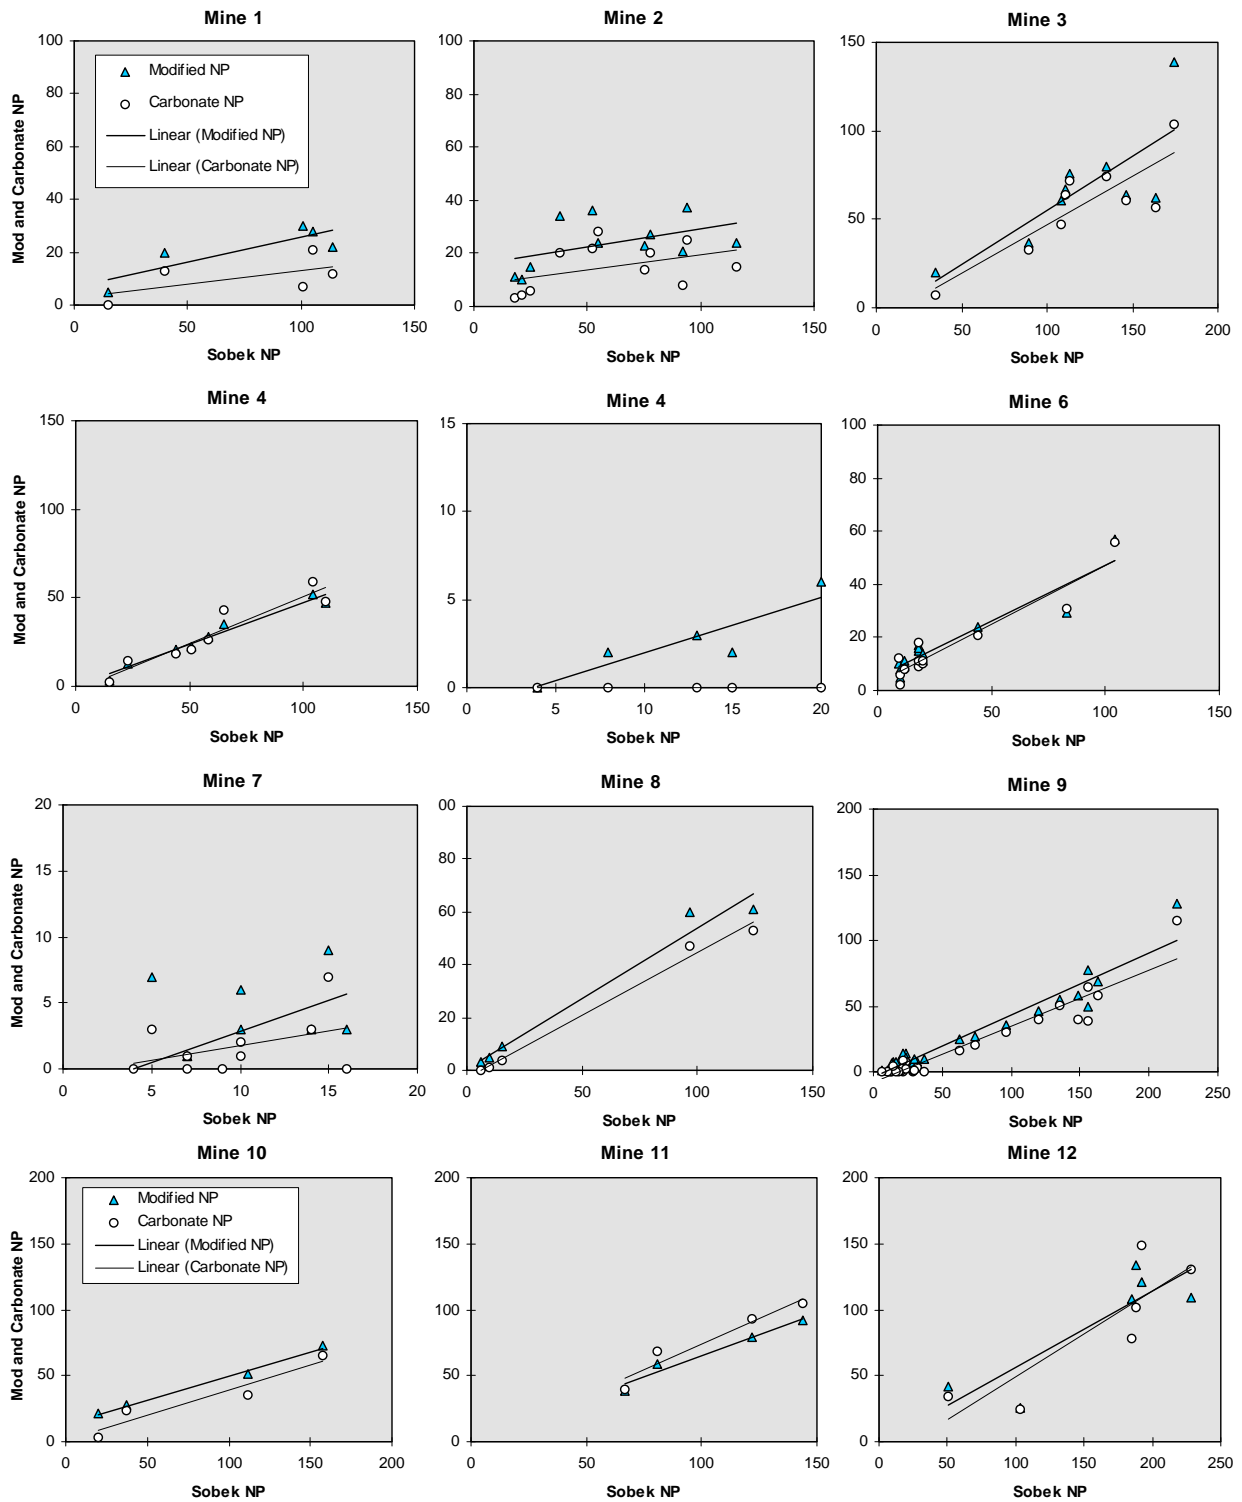 Mine 1
Mine 2
Mine 3
Mod and Carbonate NP
100
80
60
40
20
0
Modified NP
Carbonate NP
Linear (Modified NP)
Linear (Carbonate NP)
0 50 100 150
Sobek NP
100
80
60
40
20
0
0 50 100 150
Sobek NP
150
100
50
0
0 50 100 150 200
Sobek NP
Mine 4
Mine 4
Mine 6
Mod and Carbonate NP
150
100
50
0
0 50 100 150
Sobek NP
15
10
5
0
0 5 10 15 20
Sobek NP
100
80
60
40
20
0
0 50 100 150
Sobek NP
Mine 7
Mine 8
Mine 9
Mod and Carbonate NP
20
15
10
5
0
0 5 10 15 20
Sobek NP
00
80
60
40
20
0
0 50 100 150
Sobek NP
200
150
100
50
0
0 50 100 150 200 250
Sobek NP
Mine 10
Mine 11
Mine 12
Mod and Carbonate NP
200
150
100
50
0
Modified NP
Carbonate NP
Linear (Modified NP)
Linear (Carbonate NP)
0 50 100 150 200
Sobek NP
200
150
100
50
0
0 50 100 150
Sobek NP
200
150
100
50
0
0 50 100 150 200 250
Sobek NP